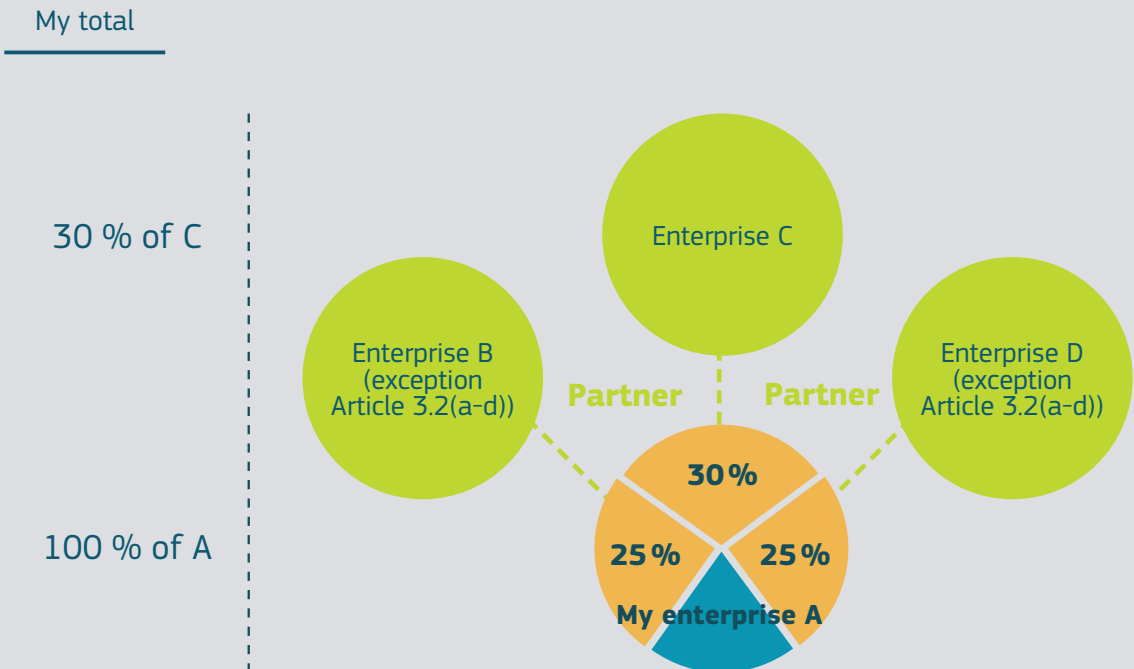 My total
30 % of C
Enterprise C
Enterprise B
(exception
Article 3.2(a-d))
Enterprise D
(exception
Article 3.2(a-d))
Partner
Partner
30 %
100 % of A
25 %
25 %
My enterprise A